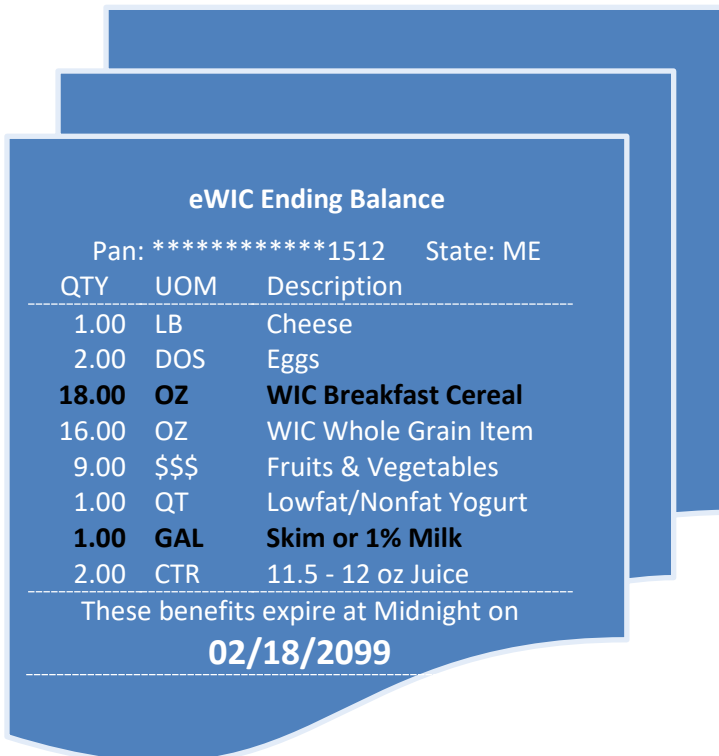 eWIC Ending Balance
Pan: ************1512 State: ME
QTY UOM Description
1.00 LB Cheese
2.00 DOS Eggs
18.00 OZ WIC Breakfast Cereal
16.00 OZ WIC Whole Grain Item
9.00 $$$ Fruits & Vegetables
1.00 QT Lowfat/Nonfat Yogurt
1.00 GAL Skim or 1% Milk
2.00 CTR 11.5 - 12 oz Juice
These benefits expire at Midnight on
02/18/2099